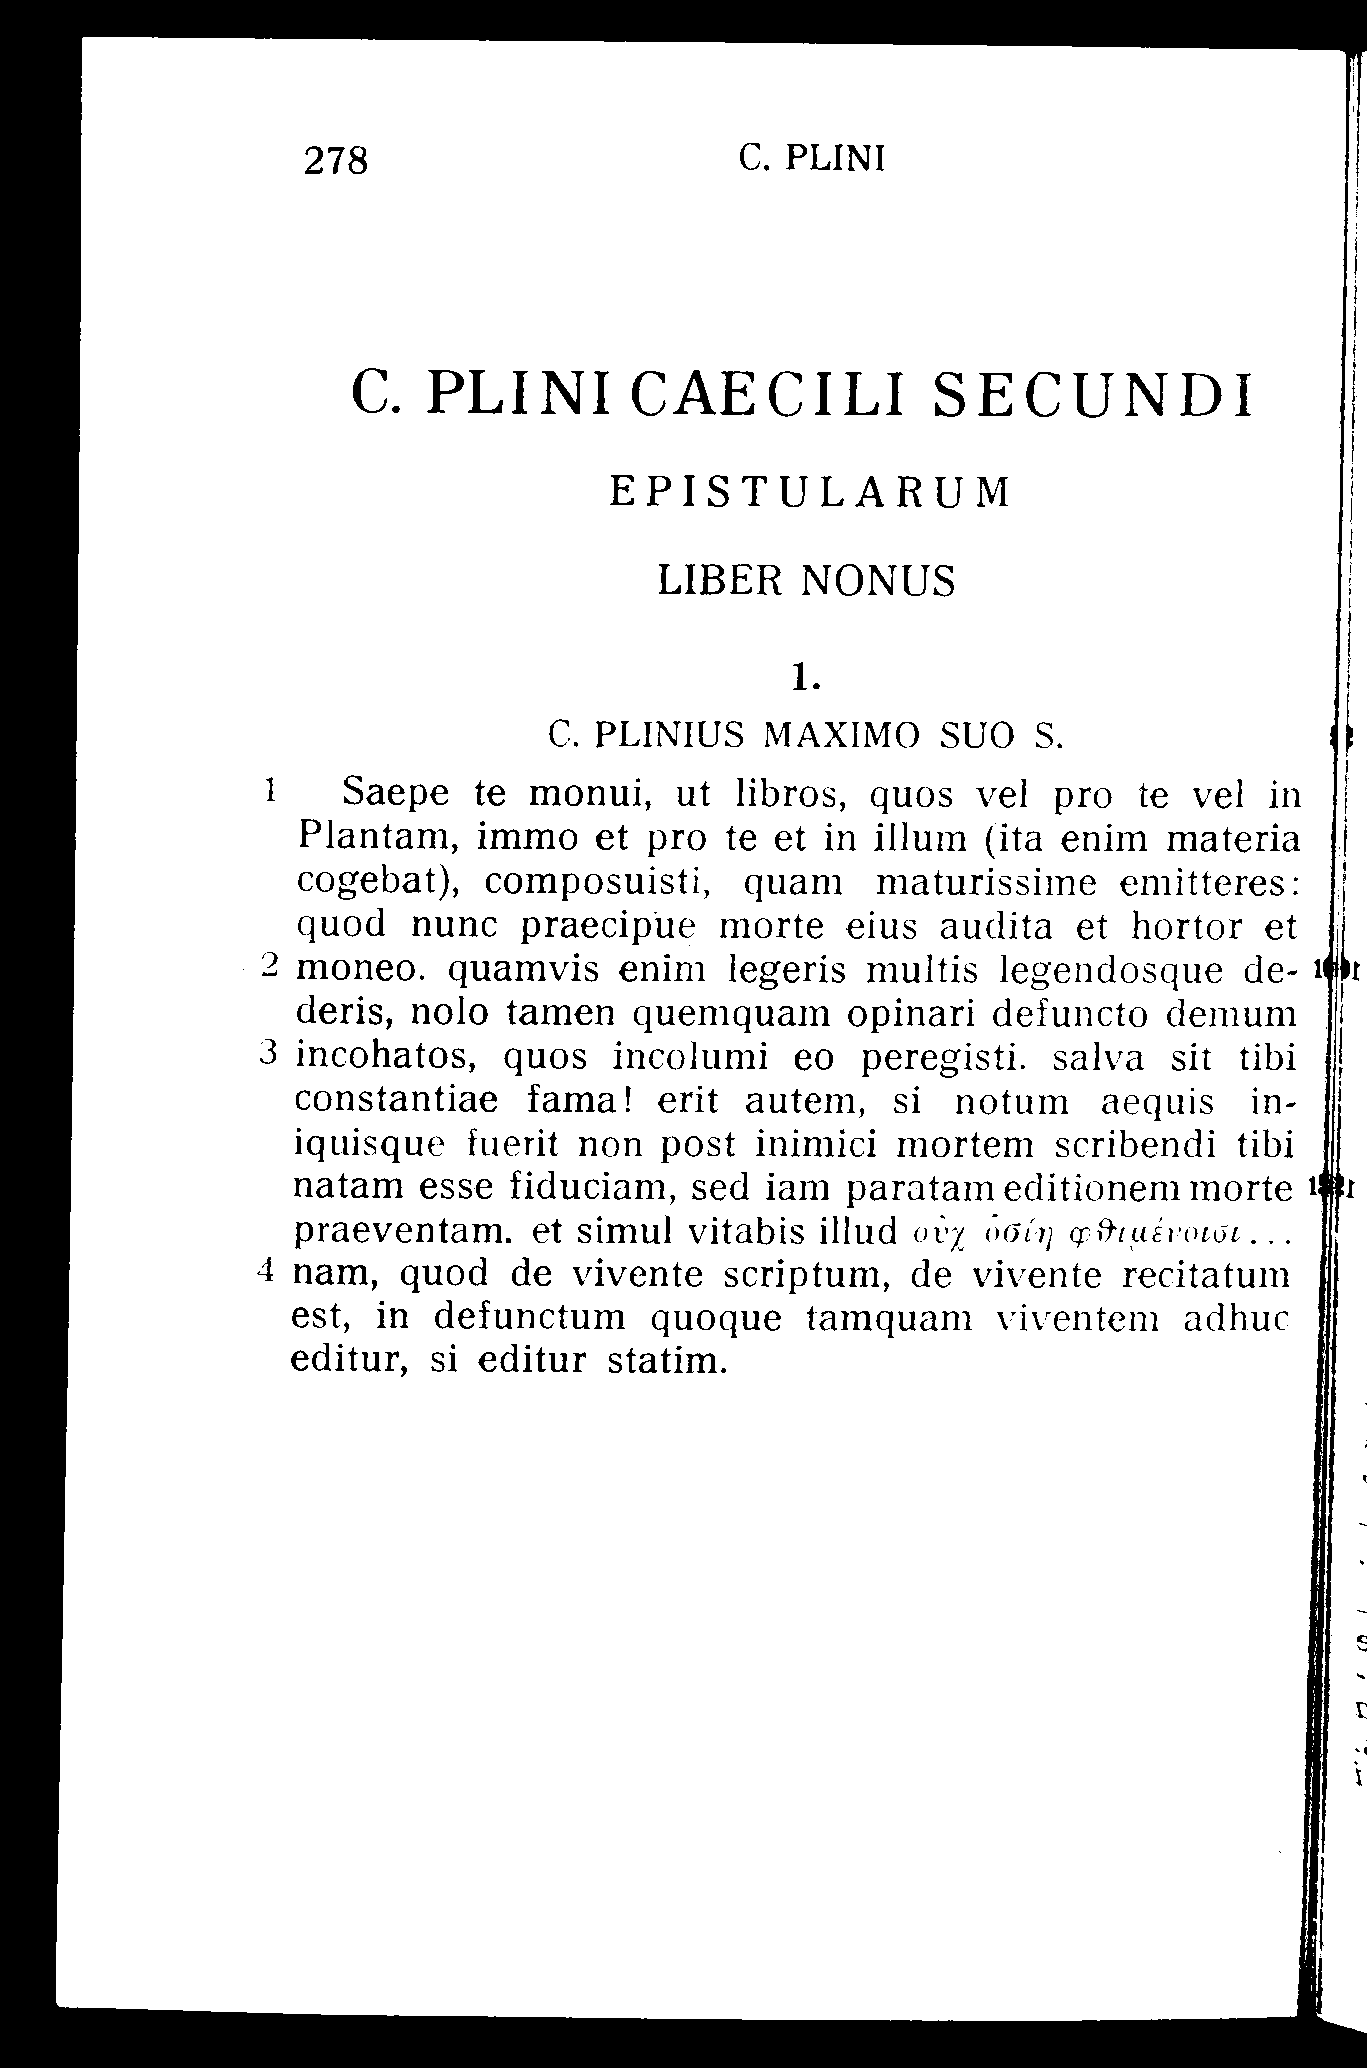 278 C. PLINI
C. PLINI CAECILI SECUNDI
EPISTULARUM
LIBER NONUS
1.
C. PLINIUS MAXIMO SUO S.
1 Saepe te monui, ut libros, quos vel pro te vel in
Plantam, immo et pro te et in illum (ita enim materia
cogebat), composuisti, quam maturissime emitteres:
quod nunc praecipue morte eius audita et hortor et
2 moneo. quamvis enim legeris multis legendosque de-
deris, nolo tamen quemquam opinari defuncto demum
3 incohatos, quos incolumi eo peregisti. salva sit tibi
constantiae fama! erit autem, si notum aequis in-
iquisque fuerit non post inimici mortem scribendi tibi
natam esse fiduciam, sed iam paratam editionem morte
praeventam. et simul vitabis illud οὐχ ὁσίη φθιμένοισι...
4 nam, quod de vivente scriptum, de vivente recitatum
est, in defunctum quoque tamquam viventem adhuc
editur, si editur statim.